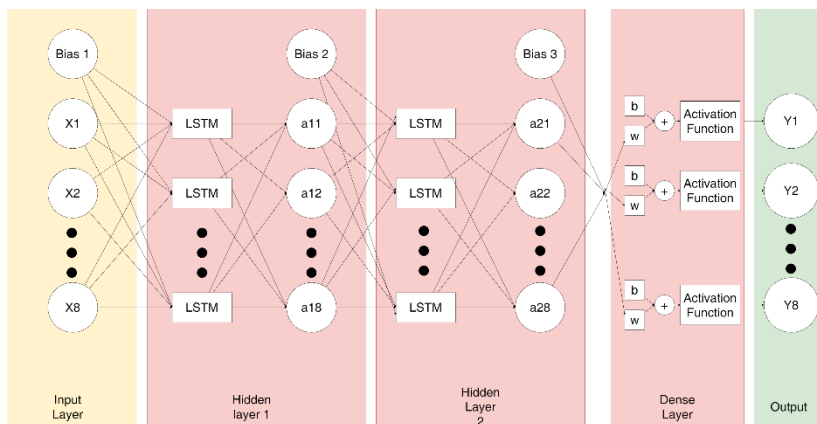 Bias 1
Bias 2
Bias 3
X1
LSTM
a11
LSTM
a21
b
w
+
Activation
Function
Y1
X2
LSTM
a12
LSTM
a22
b
w
+
Activation
Function
Y2
X8
LSTM
a18
LSTM
a28
b
w
+
Activation
Function
Y8
Input
Layer
Hidden
layer 1
Hidden
Layer
2
Dense
Layer
Output